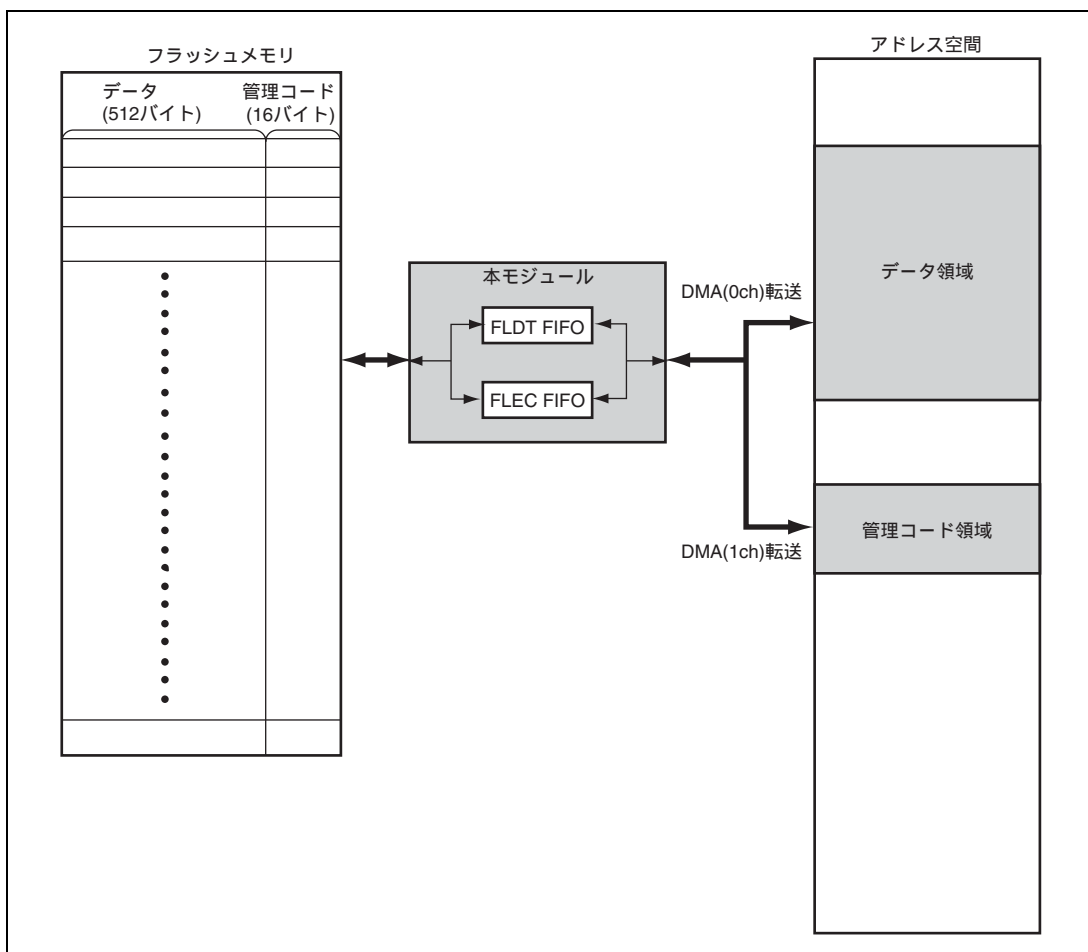 フラッシュメモリ
データ
(512バイト)
管理コード
(16バイト)
本モジュール
FLDT FIFO
FLEC FIFO
DMA(0ch)転送
DMA(1ch)転送
アドレス空間
データ領域
管理コード領域